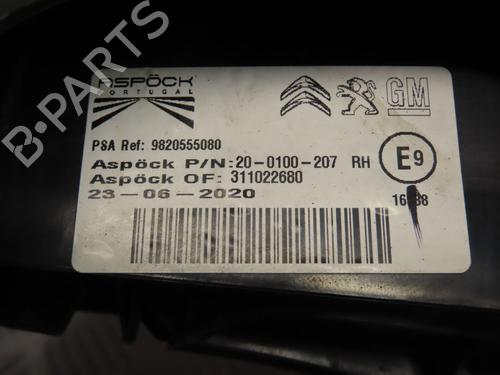 ASPÖCK
PORTUGAL
GM
PSA Ref: 9820555080
Aspöck P/N:20-0100-207 RH
E9
Aspöck OF: 311022680
23-06-2020
B-PARTS